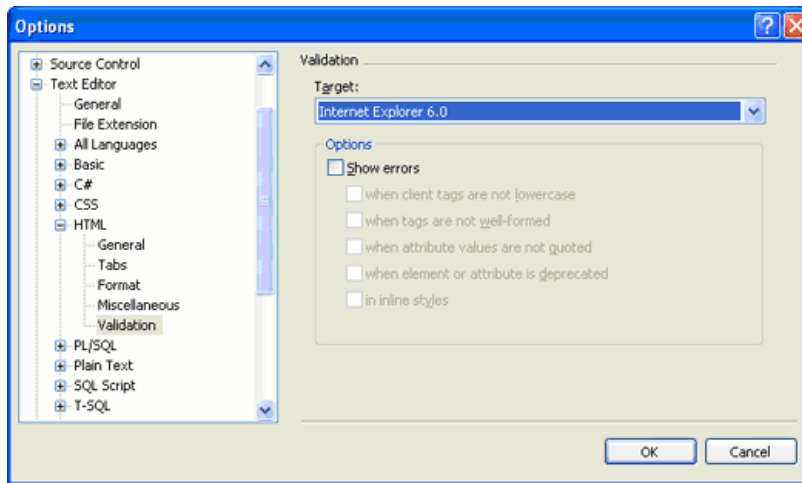 Options
Source Control
Text Editor
General
File Extension
All Languages
Basic
C#
CSS
HTML
General
Tabs
Format
Miscellaneous
Validation
PL/SQL
Plain Text
SQL Script
T-SQL
Validation
Target:
Internet Explorer 6.0
Options
Show errors
when client tags are not lowercase
when tags are not well-formed
when attribute values are not quoted
when element or attribute is deprecated
in inline styles
OK Cancel